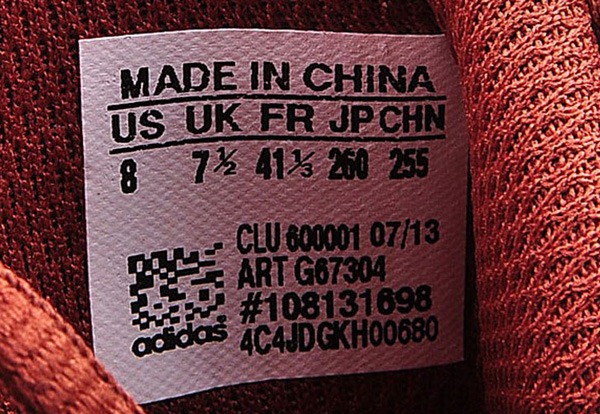 MADE IN CHINA
US UK FR JP CHN
8 7½ 41⅓ 260 255
CLU 600001 07/13
ART G67304
#108131698
4C4JDGKH00680
adidas